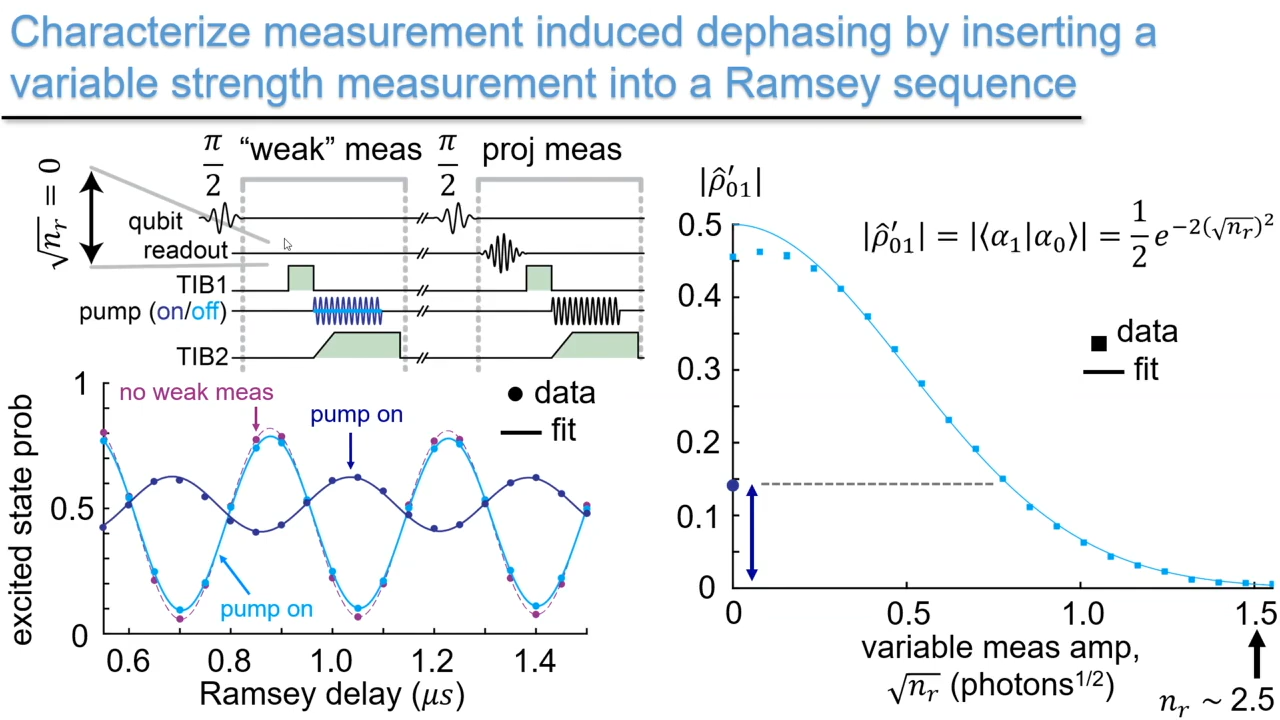 Characterize measurement induced dephasing by inserting a
variable strength measurement into a Ramsey sequence
√n_r = 0
π/2 “weak” meas π/2 proj meas
qubit
readout
TIB1
pump (on/off)
TIB2
1
0.5
0
excited state prob
no weak meas
pump on
data
fit
pump on
0.6 0.8 1.0 1.2 1.4
Ramsey delay (μs)
|ρ̂′₀₁|
|ρ̂′₀₁| = |⟨α₁|α₀⟩| = 1/2 e^{−2(√n_r)²}
data
fit
0.5
0.4
0.3
0.2
0.1
0
0 0.5 1.0 1.5
variable meas amp,
√n_r (photons^{1/2})
n_r ~ 2.5